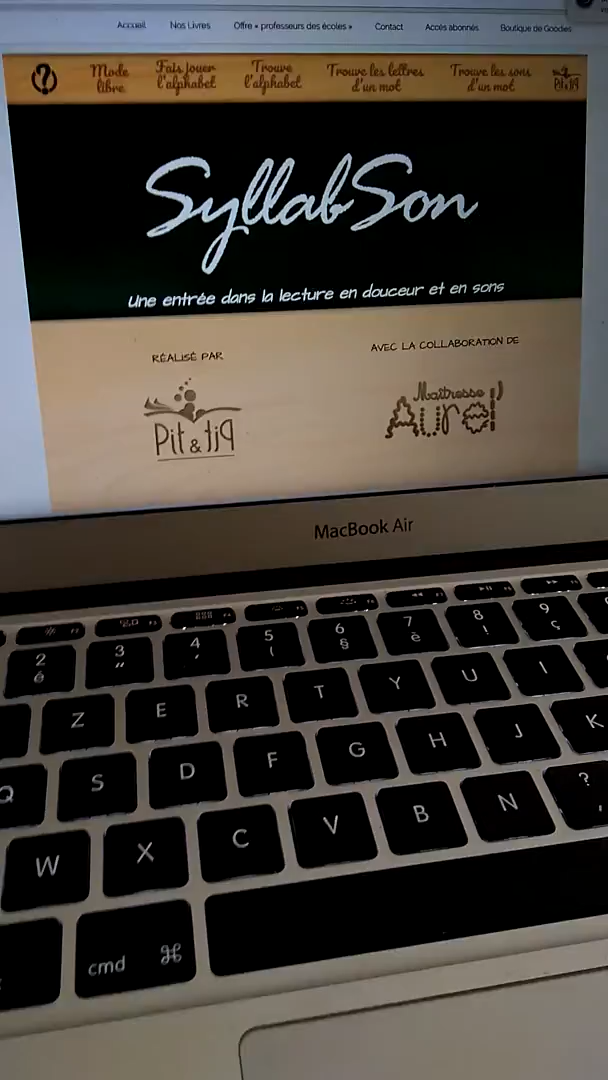 Accueil Nos Livres Offre « professeurs des écoles » Contact Accès abonnés Boutique de Goodies
Mode libre Fais jouer l'alphabet Trouve l'alphabet Trouve les lettres d'un mot Trouve les sons d'un mot Pit & tiP
SyllabSon
Une entrée dans la lecture en douceur et en sons
RÉALISÉ PAR
AVEC LA COLLABORATION DE
Pit & tiP
Maîtresse
Aurel
MacBook Air
2 3 4 5 6 7 8 9
é " ' ( § è ! ç
Z E R T Y U I
Q S D F G H J K
W X C V B N ? ,
cmd ⌘